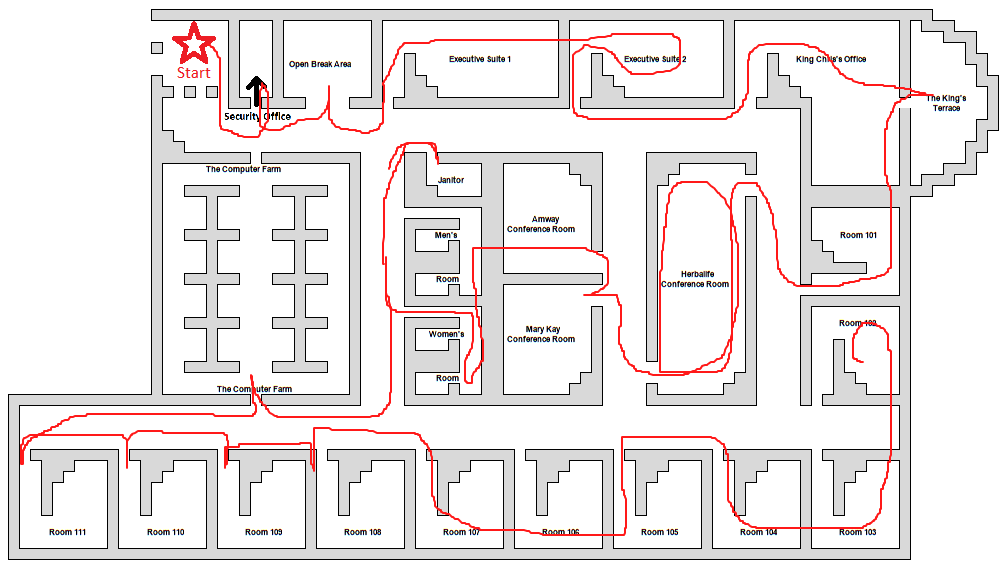 Start
Open Break Area
Executive Suite 1
Executive Suite 2
King Chris's Office
The King's
Terrace
Security Office
The Computer Farm
Janitor
Amway
Conference Room
Men's
Room
Room 101
Herbalife
Conference Room
Room 102
Women's
Room
Mary Kay
Conference Room
The Computer Farm
Room 111
Room 110
Room 109
Room 108
Room 107
Room 106
Room 105
Room 104
Room 103